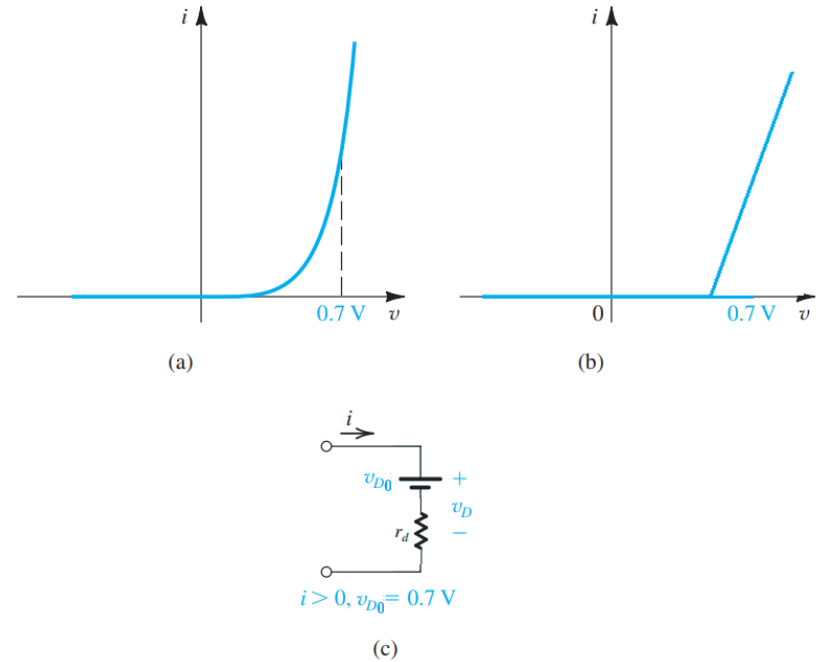 i
0.7 V v
(a)
i
0 0.7 V v
(b)
i
vD0 +
vD
rd −
i > 0, vD0 = 0.7 V
(c)